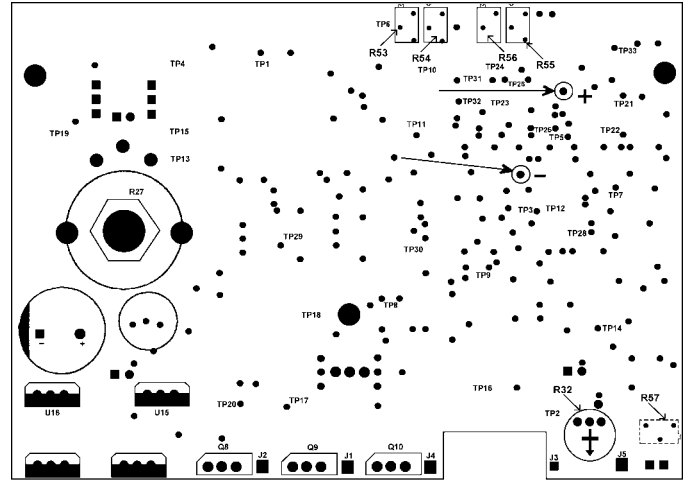 TP6
R53
R54
TP10
R56
TP24
R55
TP33
TP4
TP1
TP31
TP25
TP32
TP23
+
TP21
TP19
TP15
TP11
TP26
TP5
TP22
TP13
R27
-
TP7
TP3
TP12
TP29
TP30
TP28
TP9
TP18
TP8
TP14
- +
TP16
R32
R57
U16
U15
TP20
TP17
TP2
+
Q8
J2
Q9
J1
Q10
J4
J3
J5